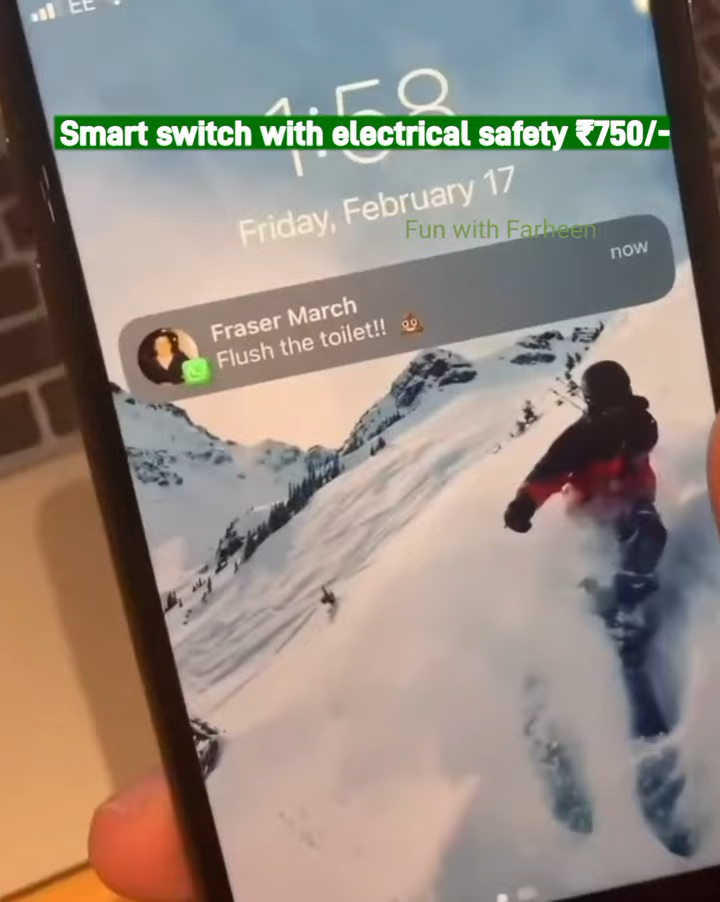 EE
1:58
Smart switch with electrical safety ₹750/-
Friday, February 17
Fun with Farheen
now
Fraser March
Flush the toilet!! 💩